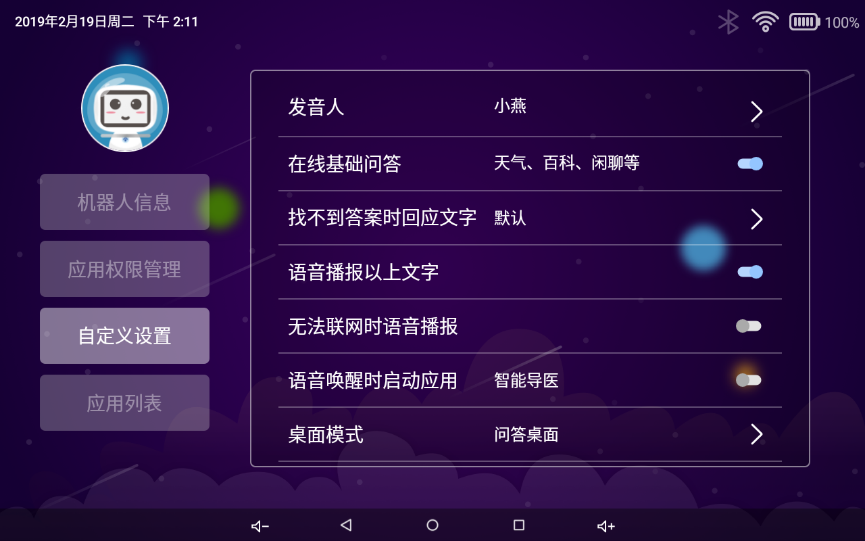 2019年2月19日周二 下午 2:11
100%
机器人信息
应用权限管理
自定义设置
应用列表
发音人 小燕
在线基础问答 天气、百科、闲聊等
找不到答案时回应文字 默认
语音播报以上文字
无法联网时语音播报
语音唤醒时启动应用 智能导医
桌面模式 问答桌面